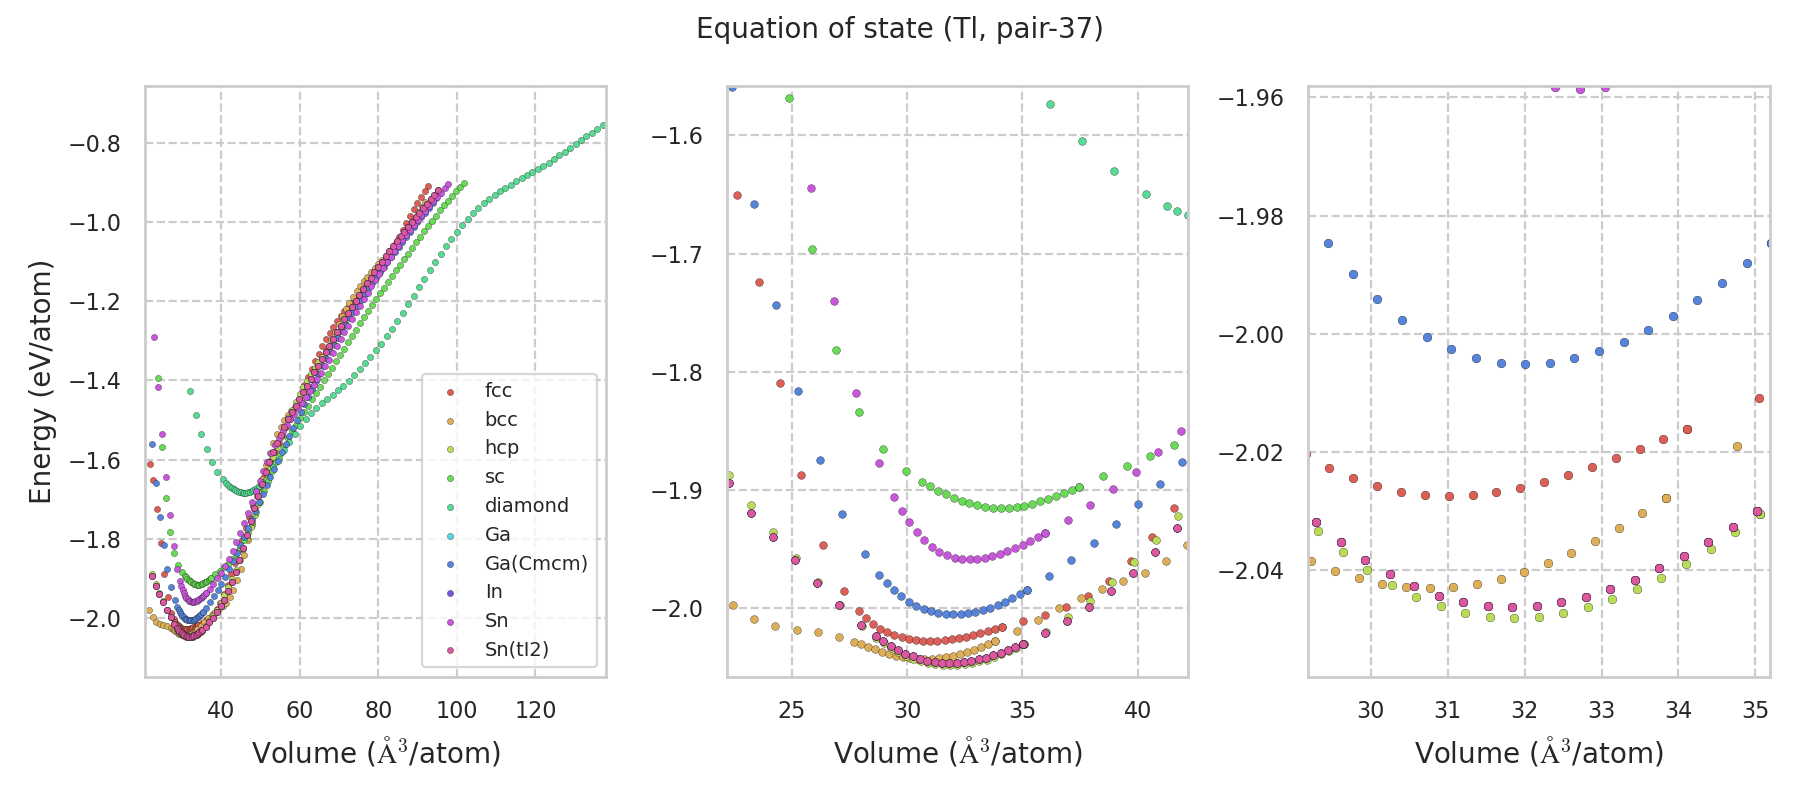 Equation of state (Tl, pair-37)
Energy (eV/atom)
−0.8
−1.0
−1.2
−1.4
−1.6
−1.8
−2.0
40 60 80 100 120
Volume (Å³/atom)
fcc
bcc
hcp
sc
diamond
Ga
Ga(Cmcm)
In
Sn
Sn(tI2)
−1.6
−1.7
−1.8
−1.9
−2.0
25 30 35 40
Volume (Å³/atom)
−1.96
−1.98
−2.00
−2.02
−2.04
30 31 32 33 34 35
Volume (Å³/atom)